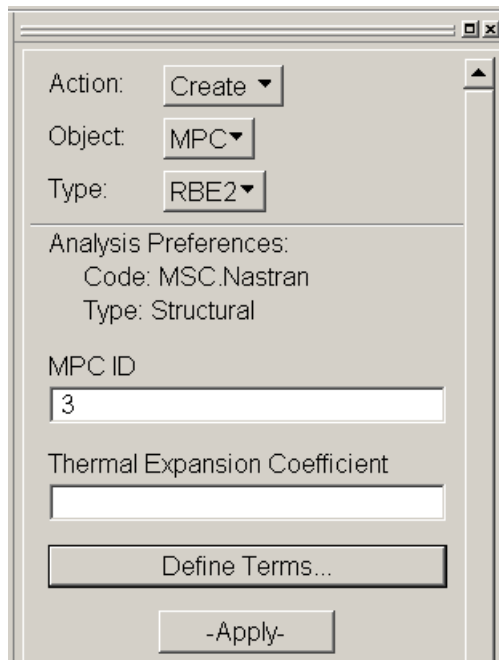 Action: Create
Object: MPC
Type: RBE2
Analysis Preferences:
Code: MSC.Nastran
Type: Structural
MPC ID
3
Thermal Expansion Coefficient
Define Terms...
-Apply-